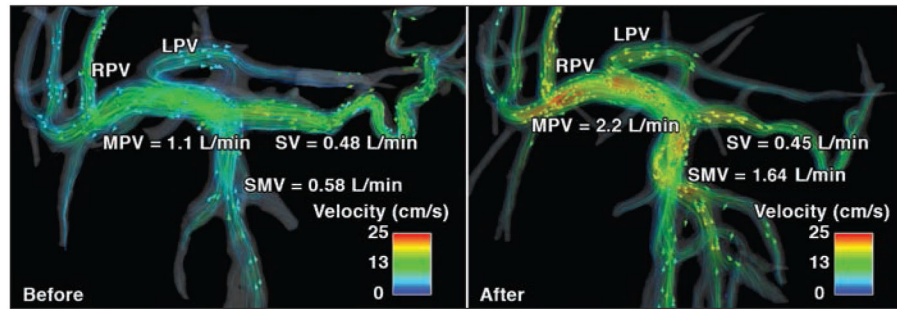 LPV
RPV
MPV = 1.1 L/min
SV = 0.48 L/min
SMV = 0.58 L/min
Velocity (cm/s)
25
13
0
Before
LPV
RPV
MPV = 2.2 L/min
SV = 0.45 L/min
SMV = 1.64 L/min
Velocity (cm/s)
25
13
0
After